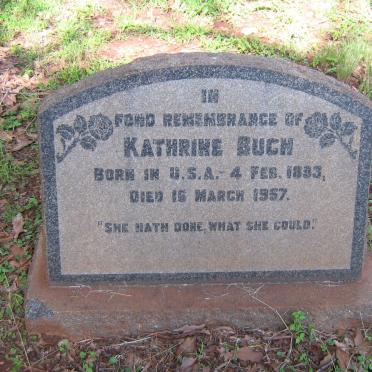 IN
FOND REMEMBRANCE OF
KATHRINE BUCH
BORN IN U.S.A. - 4 FEB. 1883,
DIED 16 MARCH 1957.
"SHE HATH DONE, WHAT SHE COULD."